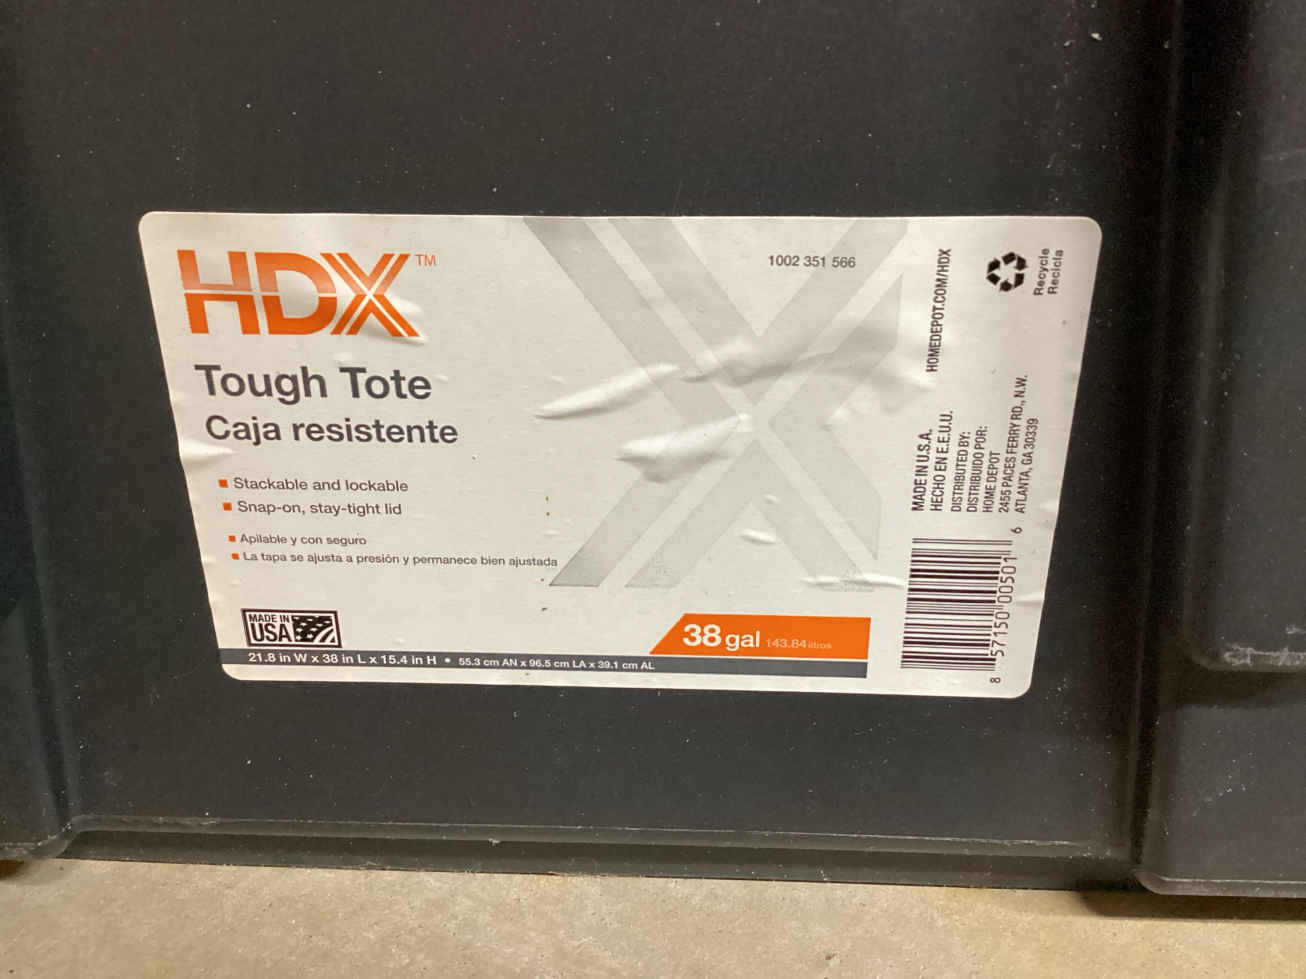 HDX™
1002 351 566
Tough Tote
Caja resistente
Stackable and lockable
Snap-on, stay-tight lid
Apilable y con seguro
La tapa se ajusta a presión y permanece bien ajustada
MADE IN
USA
38 gal 143.84 litros
21.8 in W x 38 in L x 15.4 in H • 55.3 cm AN x 96.5 cm LA x 39.1 cm AL
HOMEDEPOT.COM/HDX
Recycle
Recicla
MADE IN U.S.A.
HECHO EN E.E.U.U.
DISTRIBUTED BY:
DISTRIBUIDO POR:
HOME DEPOT
2455 PACES FERRY RD., N.W.
ATLANTA, GA 30339
8 57150 00501 6